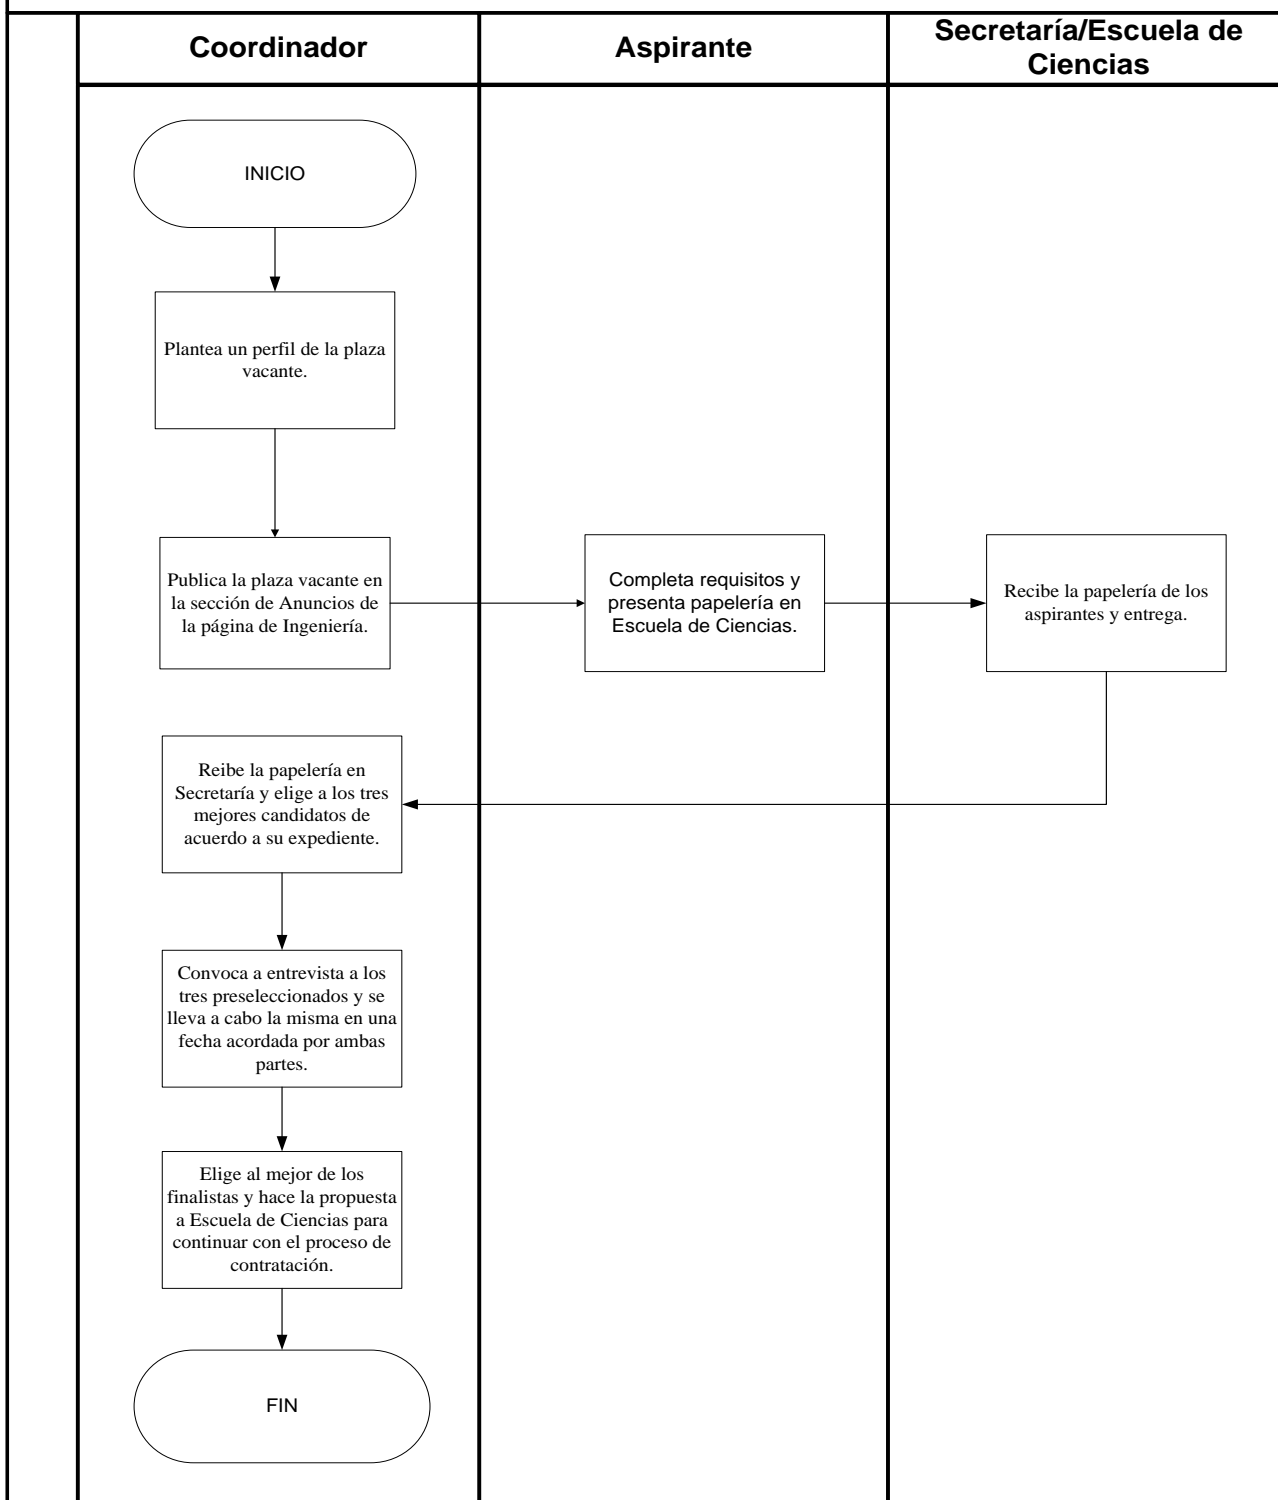 Coordinador
Aspirante
Secretaría/Escuela de
Ciencias
INICIO
Plantea un perfil de la plaza
vacante.
Publica la plaza vacante en
la sección de Anuncios de
la página de Ingeniería.
Completa requisitos y
presenta papelería en
Escuela de Ciencias.
Recibe la papelería de los
aspirantes y entrega.
Reibe la papelería en
Secretaría y elige a los tres
mejores candidatos de
acuerdo a su expediente.
Convoca a entrevista a los
tres preseleccionados y se
lleva a cabo la misma en una
fecha acordada por ambas
partes.
Elige al mejor de los
finalistas y hace la propuesta
a Escuela de Ciencias para
continuar con el proceso de
contratación.
FIN